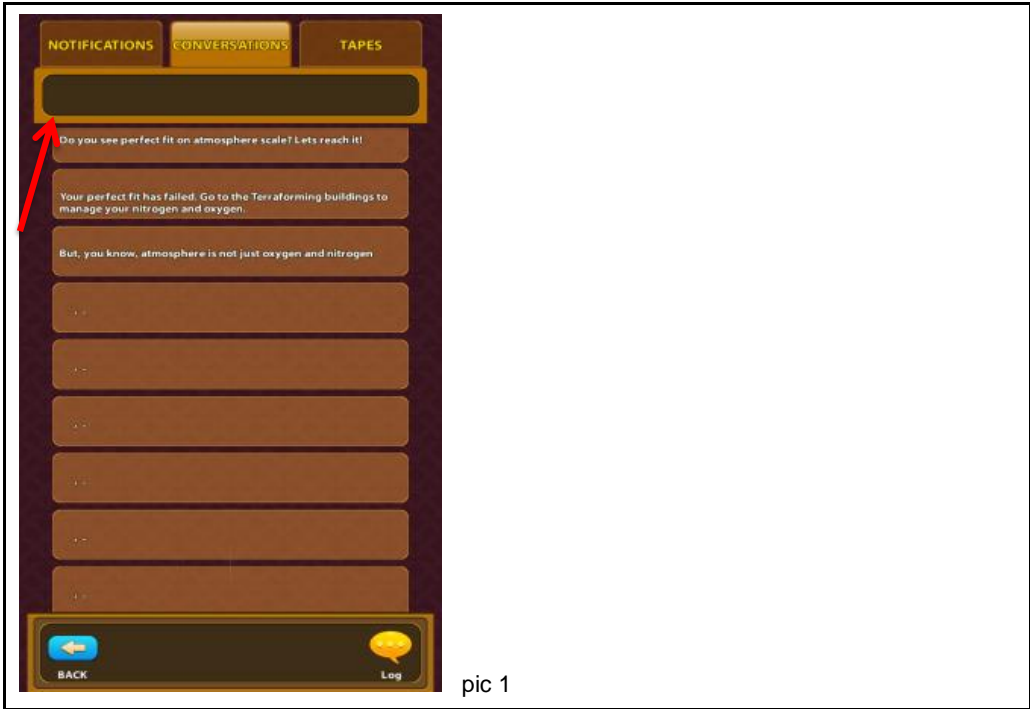 NOTIFICATIONS CONVERSATIONS TAPES
Do you see perfect fit on atmosphere scale? Lets reach it!
Your perfect fit has failed. Go to the Terraforming buildings to
manage your nitrogen and oxygen.
But, you know, atmosphere is not just oxygen and nitrogen
. .
. -
. .
. .
. -
. .
BACK Log
pic 1